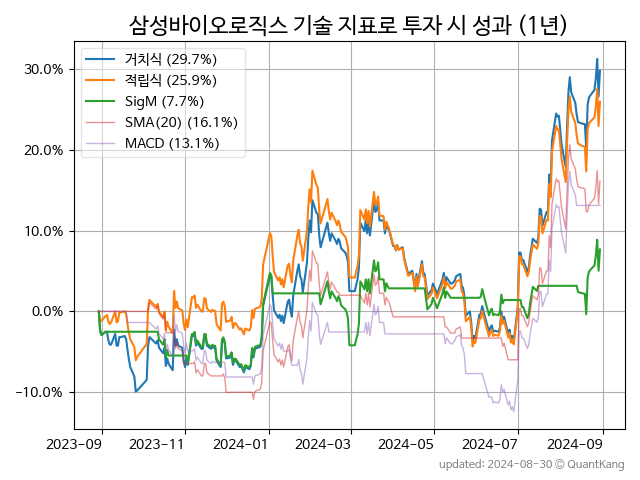 삼성바이오로직스 기술 지표로 투자 시 성과 (1년)
거치식 (29.7%)
적립식 (25.9%)
SigM (7.7%)
SMA(20) (16.1%)
MACD (13.1%)
30.0%
20.0%
10.0%
0.0%
−10.0%
2023-09 2023-11 2024-01 2024-03 2024-05 2024-07 2024-09
updated: 2024-08-30 © QuantKang